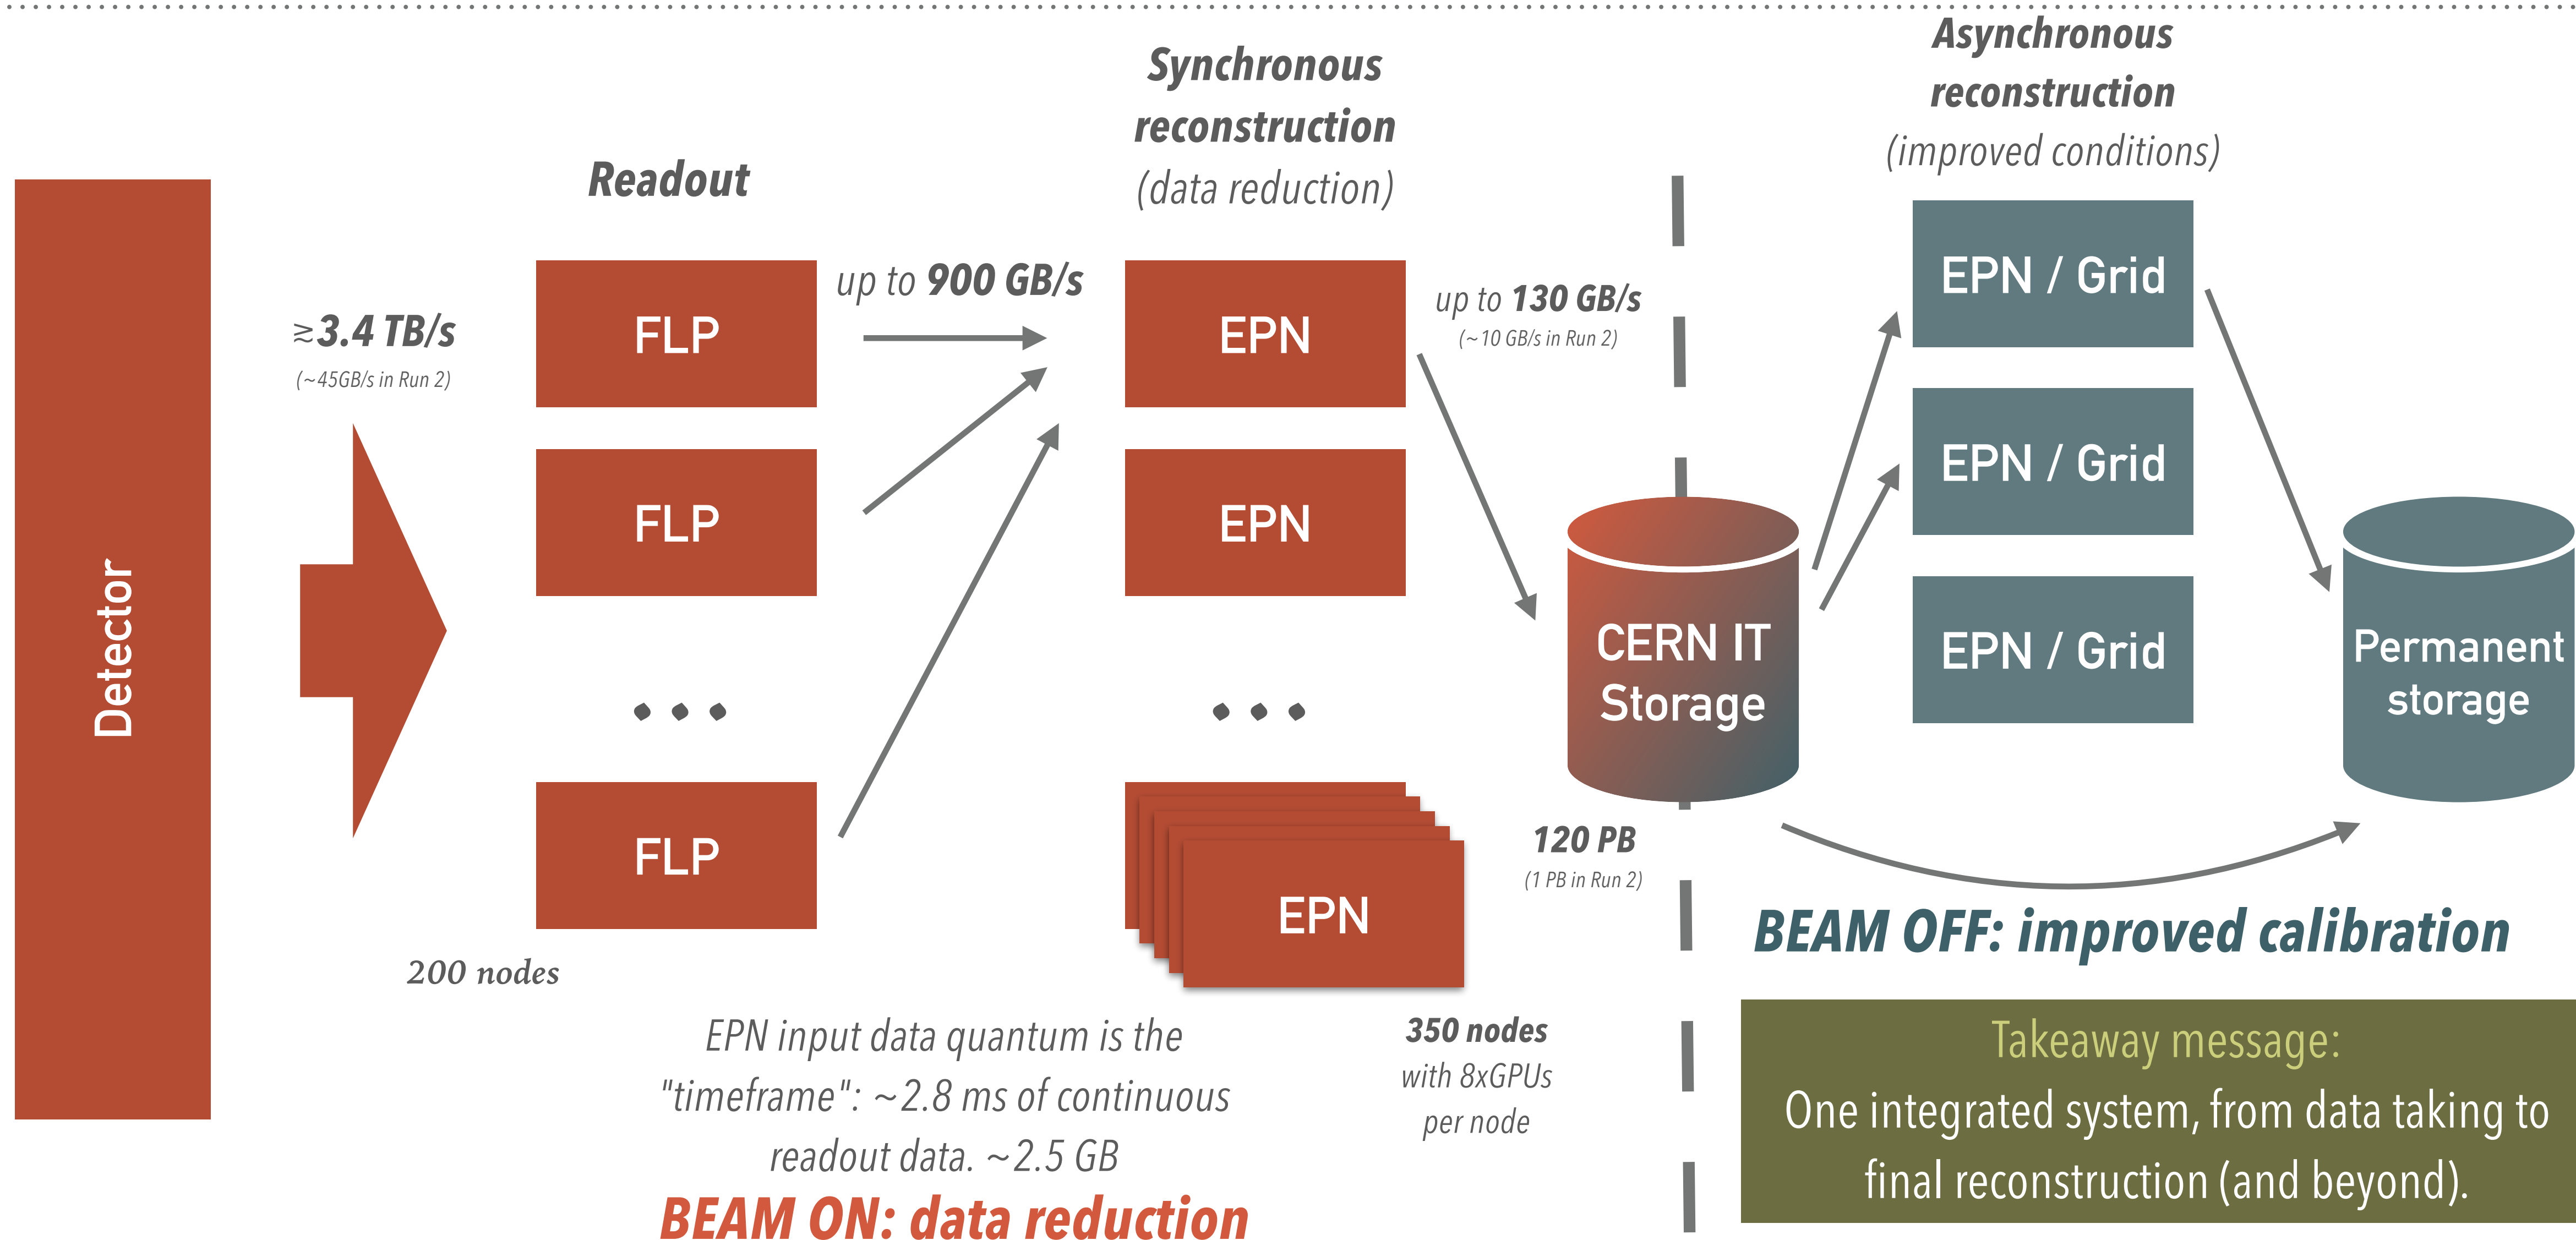 Detector
≳3.4 TB/s
(~45GB/s in Run 2)
Readout
FLP
FLP
•••
FLP
200 nodes
up to 900 GB/s
Synchronous
reconstruction
(data reduction)
EPN
EPN
•••
EPN
350 nodes
with 8xGPUs
per node
EPN input data quantum is the
"timeframe": ~2.8 ms of continuous
readout data. ~2.5 GB
BEAM ON: data reduction
up to 130 GB/s
(~10 GB/s in Run 2)
CERN IT
Storage
120 PB
(1 PB in Run 2)
Asynchronous
reconstruction
(improved conditions)
EPN / Grid
EPN / Grid
EPN / Grid
Permanent
storage
BEAM OFF: improved calibration
Takeaway message:
One integrated system, from data taking to
final reconstruction (and beyond).